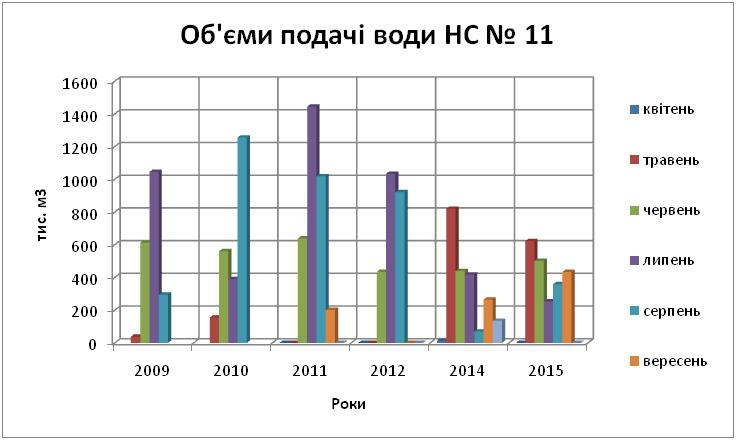 Об'єми подачі води НС № 11
тис. м3
1600
1400
1200
1000
800
600
400
200
0
2009 2010 2011 2012 2014 2015
Роки
квітень
травень
червень
липень
серпень
вересень